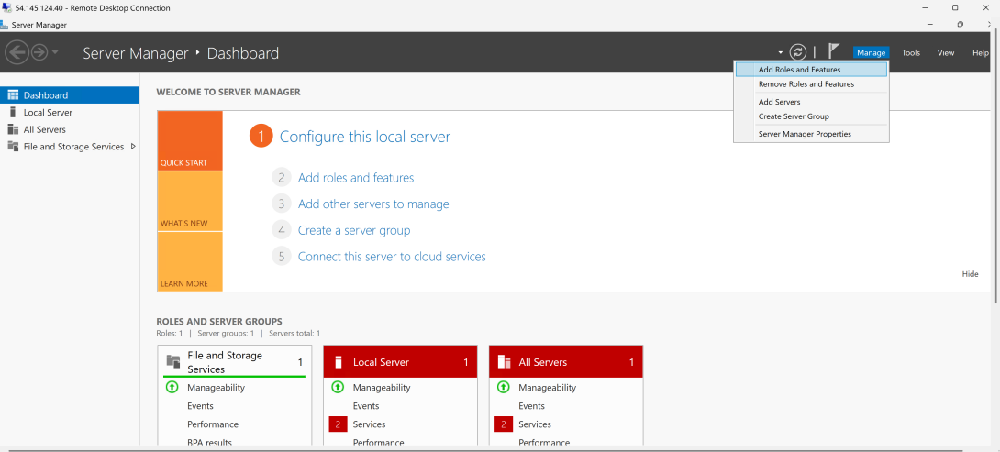 54.145.124.40 - Remote Desktop Connection
Server Manager
Server Manager ‣ Dashboard
Manage
Tools
View
Help
Add Roles and Features
Remove Roles and Features
Add Servers
Create Server Group
Server Manager Properties
Dashboard
Local Server
All Servers
File and Storage Services
WELCOME TO SERVER MANAGER
QUICK START
WHAT'S NEW
LEARN MORE
1 Configure this local server
2 Add roles and features
3 Add other servers to manage
4 Create a server group
5 Connect this server to cloud services
Hide
ROLES AND SERVER GROUPS
Roles: 1 | Server groups: 1 | Servers total: 1
File and Storage
Services
1
Manageability
Events
Performance
BPA results
Local Server 1
Manageability
Events
2 Services
Performance
All Servers 1
Manageability
Events
2 Services
Performance